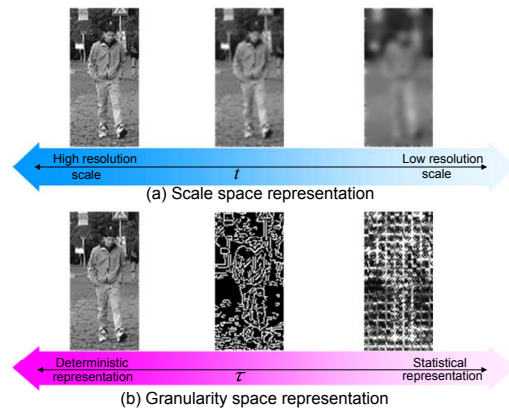 High resolution
scale
t
Low resolution
scale
(a) Scale space representation
Deterministic
representation
τ
Statistical
representation
(b) Granularity space representation